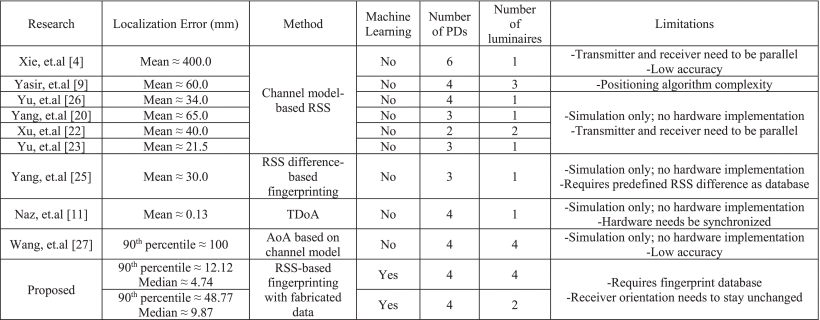 Research Localization Error (mm) Method Machine Learning Number of PDs Number of luminaires Limitations
Xie, et.al [4] Mean ≈ 400.0 Channel model-based RSS No 6 1 -Transmitter and receiver need to be parallel -Low accuracy
Yasir, et.al [9] Mean ≈ 60.0 No 4 3 -Positioning algorithm complexity
Yu, et.al [26] Mean ≈ 34.0 No 4 1 -Simulation only; no hardware implementation -Transmitter and receiver need to be parallel
Yang, et.al [20] Mean ≈ 65.0 No 3 1
Xu, et.al [22] Mean ≈ 40.0 No 2 2
Yu, et.al [23] Mean ≈ 21.5 No 3 1
Yang, et.al [25] Mean ≈ 30.0 RSS difference-based fingerprinting No 3 1 -Simulation only; no hardware implementation -Requires predefined RSS difference as database
Naz, et.al [11] Mean ≈ 0.13 TDoA No 4 1 -Simulation only; no hardware implementation -Hardware needs be synchronized
Wang, et.al [27] 90th percentile ≈ 100 AoA based on channel model No 4 4 -Simulation only; no hardware implementation -Low accuracy
Proposed 90th percentile ≈ 12.12 Median ≈ 4.74 RSS-based fingerprinting with fabricated data Yes 4 4 -Requires fingerprint database -Receiver orientation needs to stay unchanged
90th percentile ≈ 48.77 Median ≈ 9.87 Yes 4 2